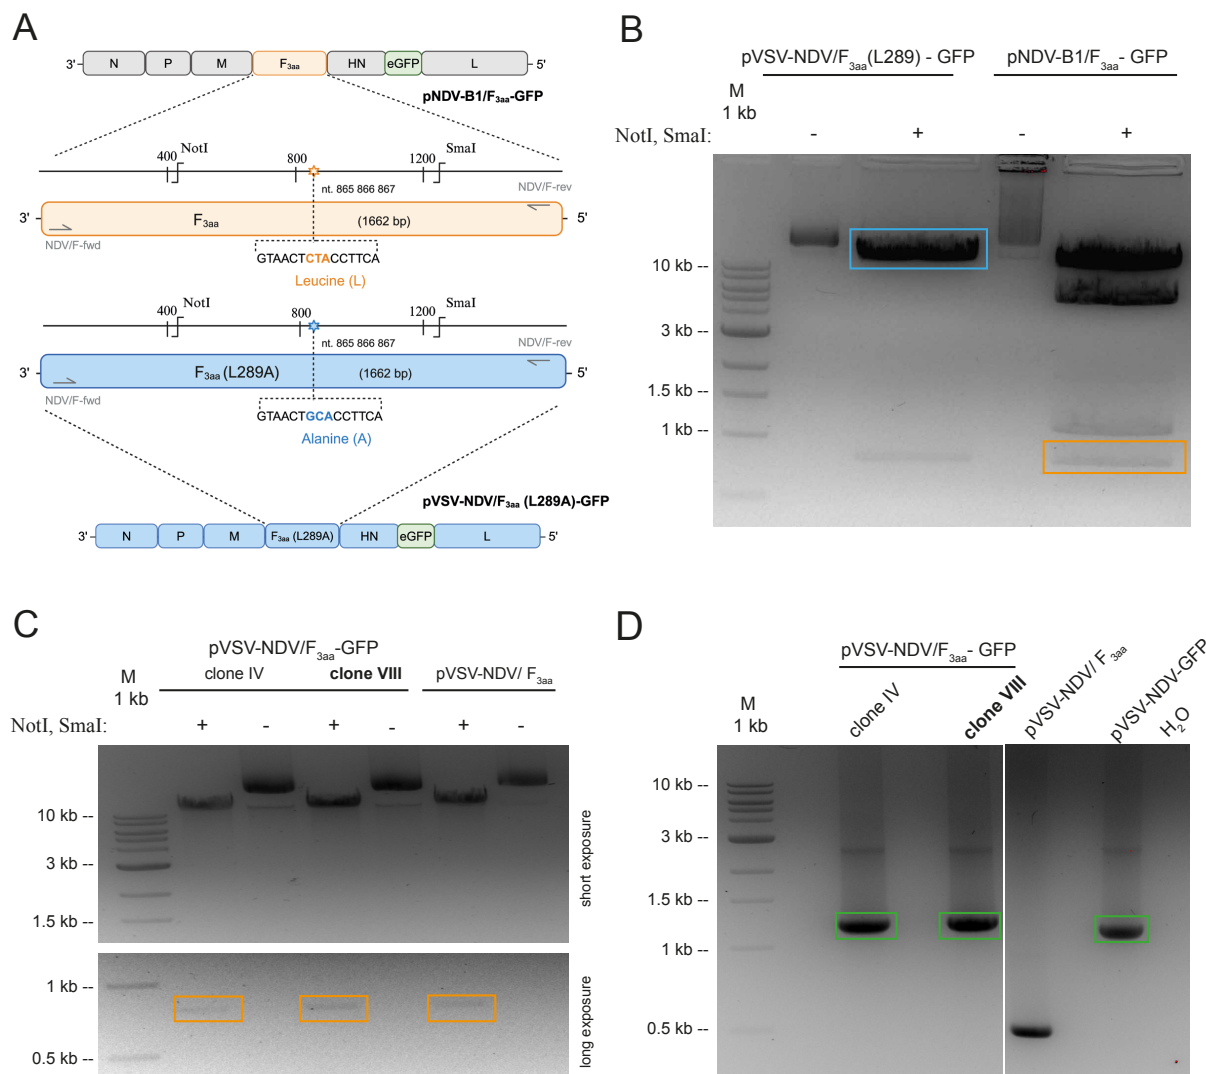 A
3' N P M F3aa HN eGFP L 5'
pNDV-B1/F3aa-GFP
400 NotI 800 1200 SmaI
nt. 865 866 867
NDV/F-rev
3' F3aa (1662 bp) 5'
NDV/F-fwd
GTAACTCTACCTTCA
Leucine (L)
400 NotI 800 1200 SmaI
nt. 865 866 867
NDV/F-rev
3' F3aa (L289A) (1662 bp) 5'
NDV/F-fwd
GTAACTGCACCTTCA
Alanine (A)
pVSV-NDV/F3aa (L289A)-GFP
3' N P M F3aa (L289A) HN eGFP L 5'
B
pVSV-NDV/F3aa(L289) - GFP pNDV-B1/F3aa- GFP
M
1 kb
NotI, SmaI: - + - +
10 kb --
3 kb --
1.5 kb --
1 kb --
C
pVSV-NDV/F3aa-GFP
clone IV clone VIII pVSV-NDV/ F3aa
M
1 kb
NotI, SmaI: + - + - + -
10 kb --
3 kb --
1.5 kb --
short exposure
1 kb --
0.5 kb --
long exposure
D
pVSV-NDV/F3aa- GFP
M
1 kb
clone IV
clone VIII
pVSV-NDV/ F3aa
pVSV-NDV-GFP
H2O
10 kb --
3 kb --
1.5 kb --
1 kb --
0.5 kb --